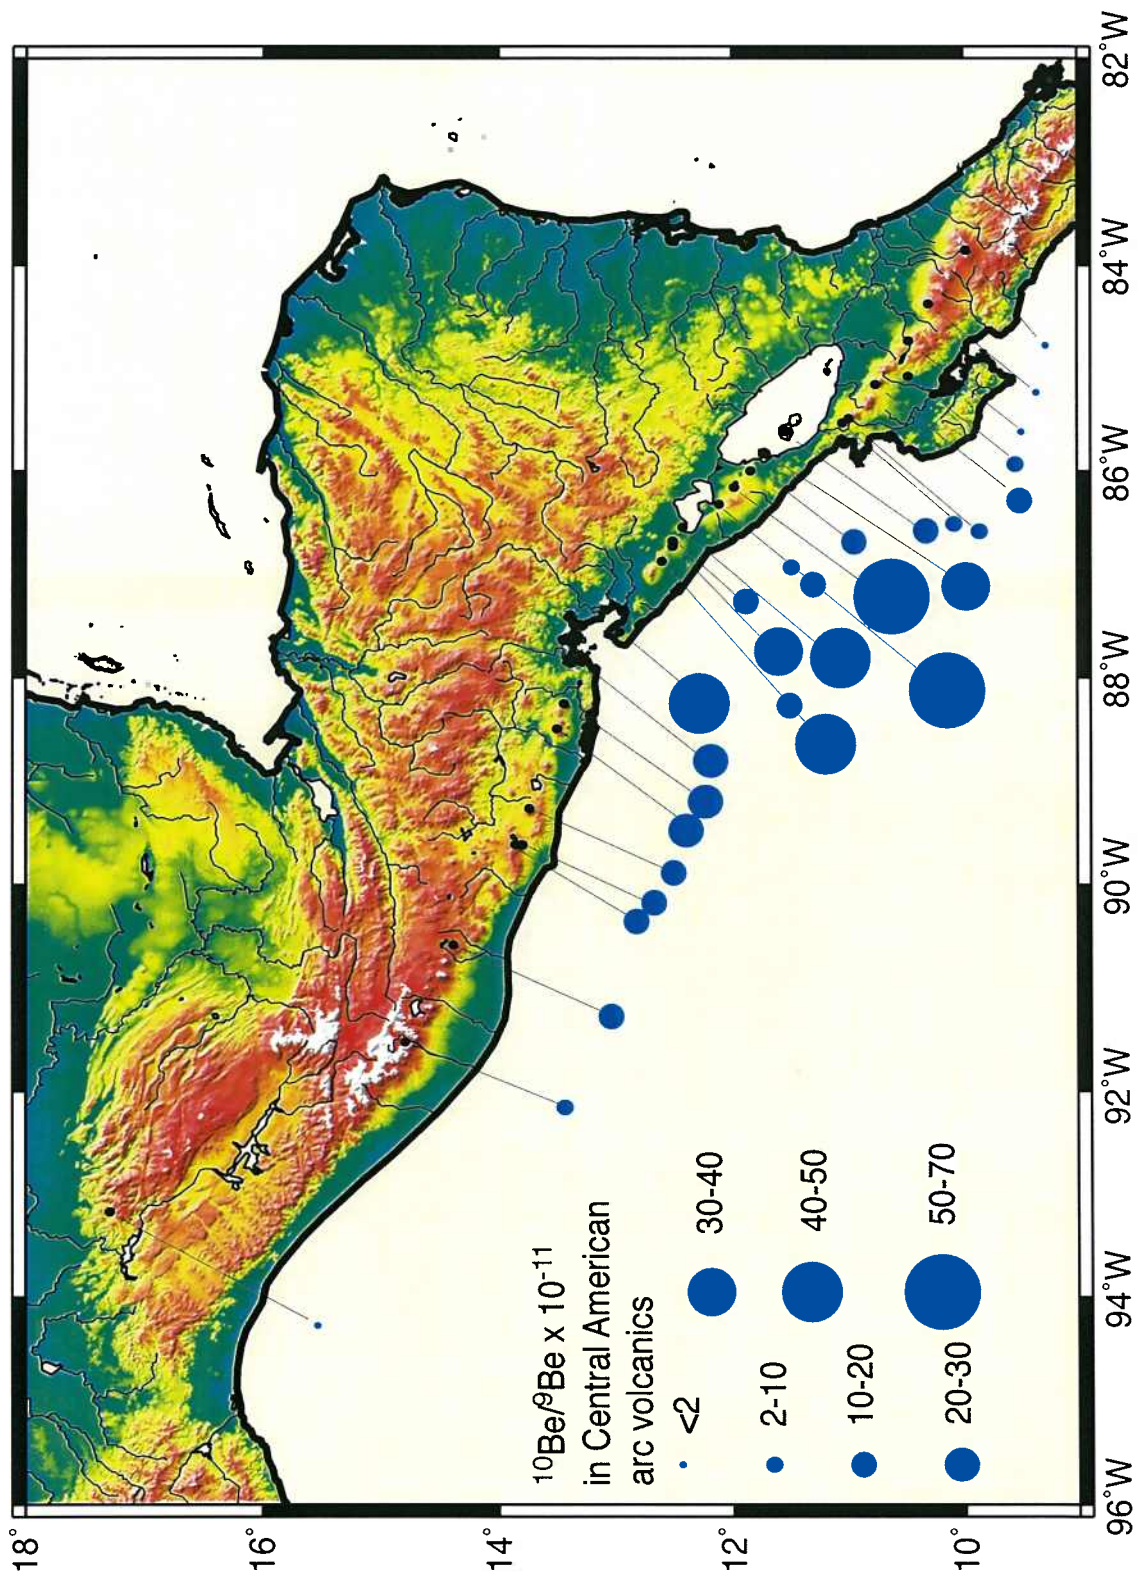 ¹⁰Be/⁹Be x 10⁻¹¹
in Central American
arc volcanics
<2
2-10
10-20
20-30
30-40
40-50
50-70
18°
16°
14°
12°
10°
96°W
94°W
92°W
90°W
88°W
86°W
84°W
82°W